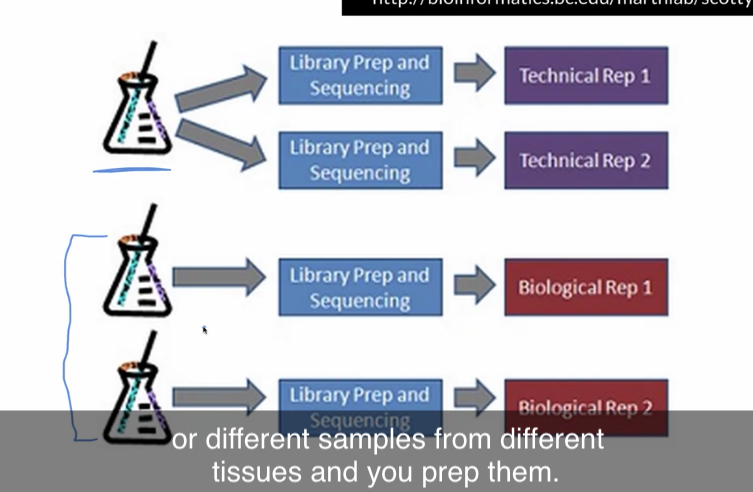 http://bioinformatics.bc.edu/marthlab/scotty
Library Prep and
Sequencing
Technical Rep 1
Library Prep and
Sequencing
Technical Rep 2
Library Prep and
Sequencing
Biological Rep 1
Library Prep and
Sequencing
Biological Rep 2
or different samples from different
tissues and you prep them.